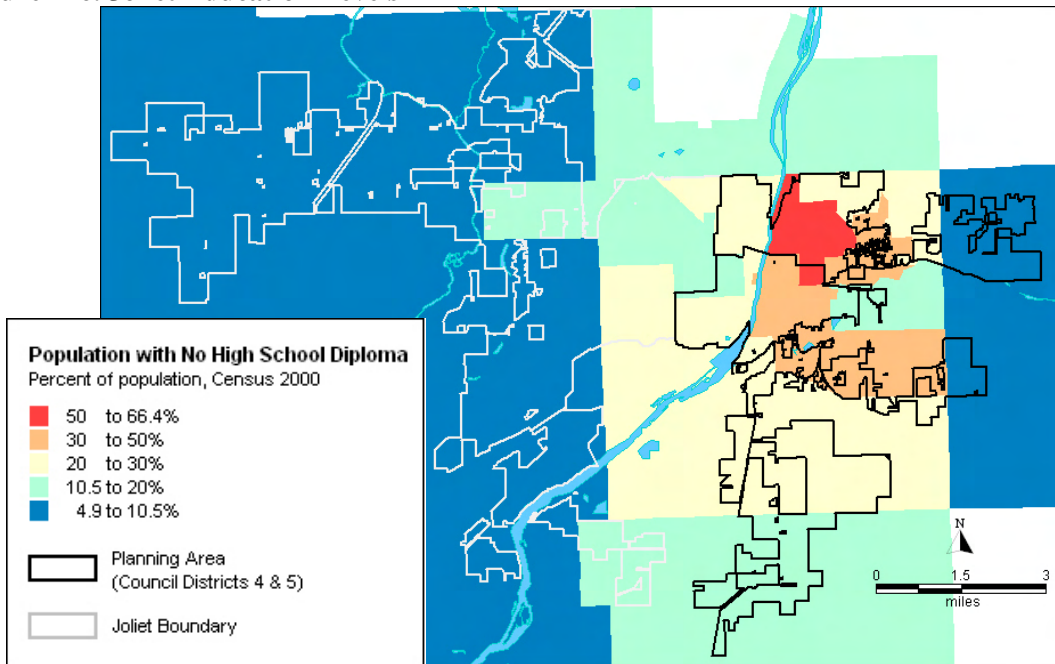 Population with No High School Diploma
Percent of population, Census 2000
50 to 66.4%
30 to 50%
20 to 30%
10.5 to 20%
4.9 to 10.5%
Planning Area
(Council Districts 4 & 5)
Joliet Boundary
N
0 1.5 3
miles